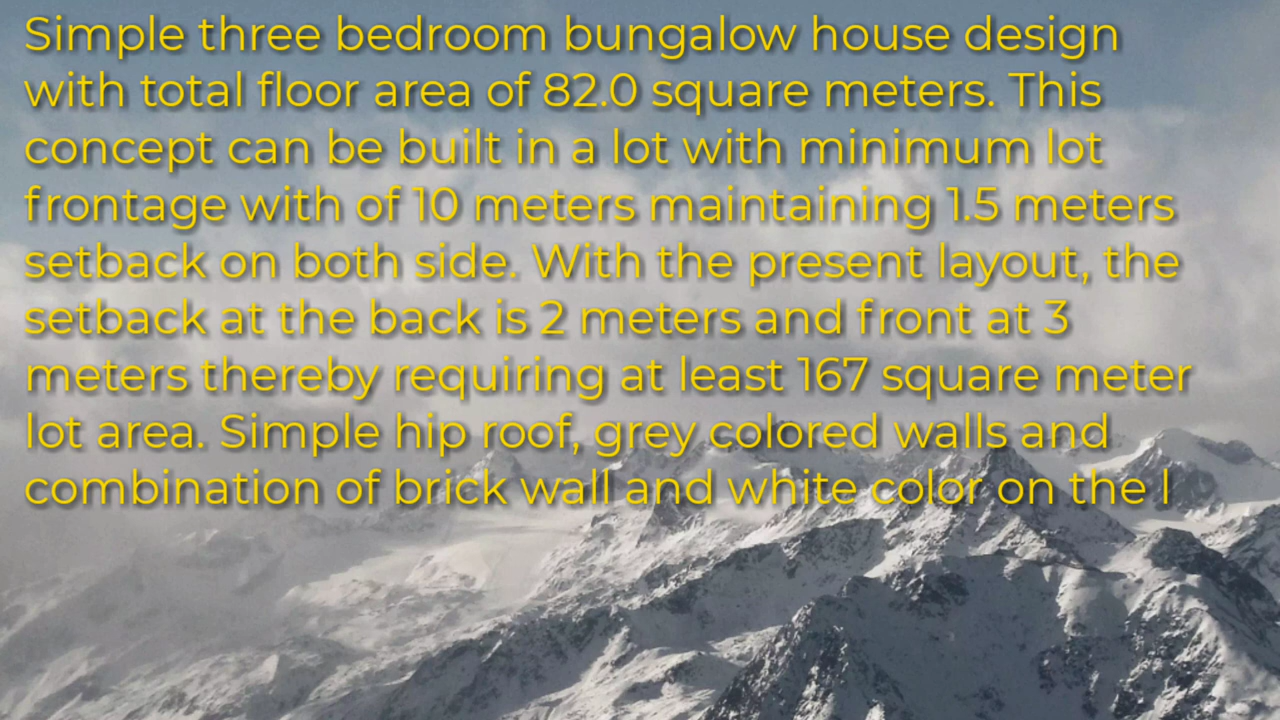 Simple three bedroom bungalow house design
with total floor area of 82.0 square meters. This
concept can be built in a lot with minimum lot
frontage with of 10 meters maintaining 1.5 meters
setback on both side. With the present layout, the
setback at the back is 2 meters and front at 3
meters thereby requiring at least 167 square meter
lot area. Simple hip roof, grey colored walls and
combination of brick wall and white color on the l